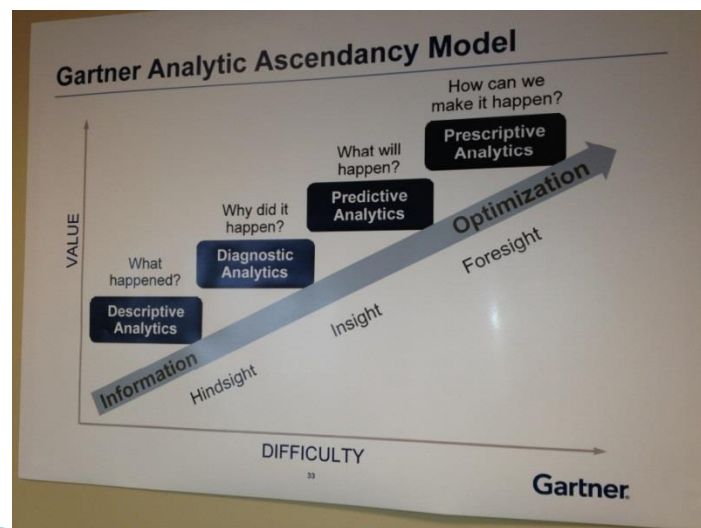 Gartner Analytic Ascendancy Model
How can we
make it happen?
Prescriptive
Analytics
What will
happen?
Predictive
Analytics
Why did it
happen?
Diagnostic
Analytics
What
happened?
Descriptive
Analytics
VALUE
Information
Optimization
Hindsight
Insight
Foresight
DIFFICULTY
33
Gartner